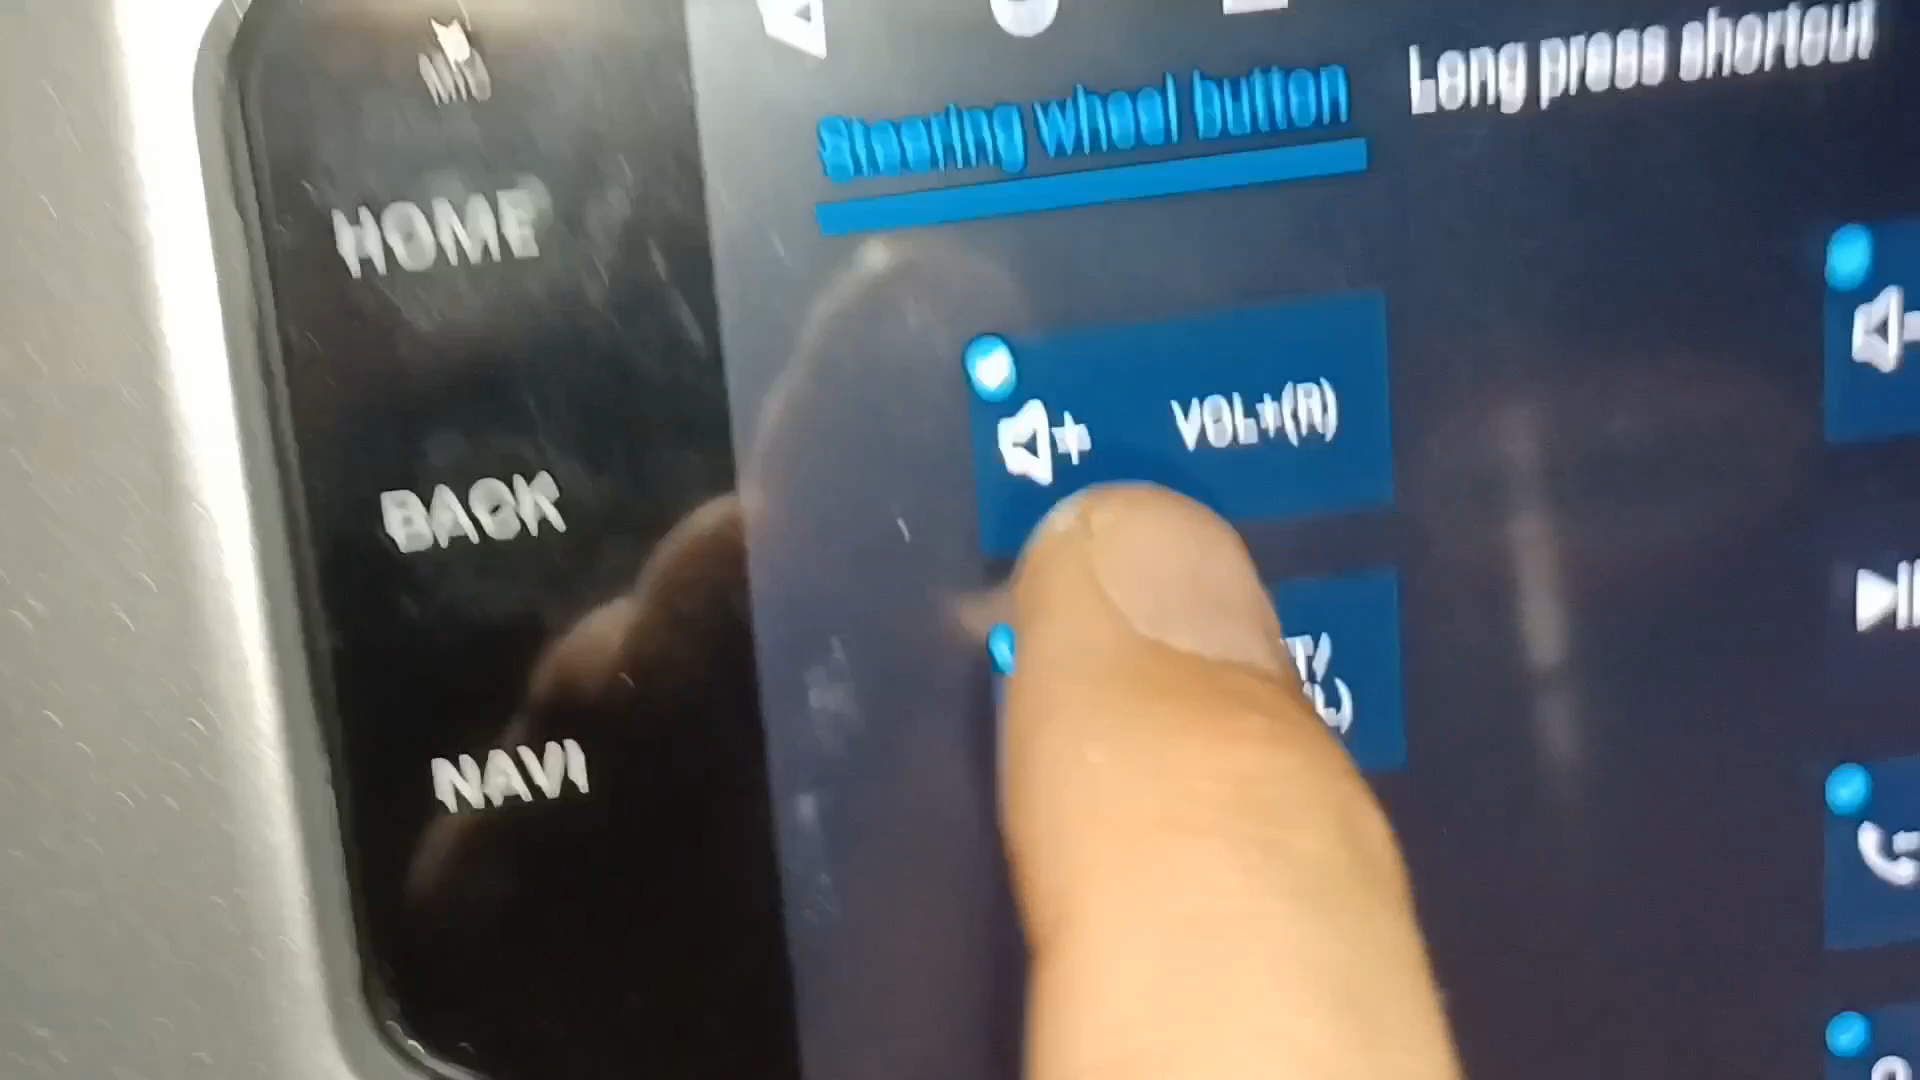 Steering wheel button
Long press shortcut
HOME
VOL+(R)
BACK
NAVI